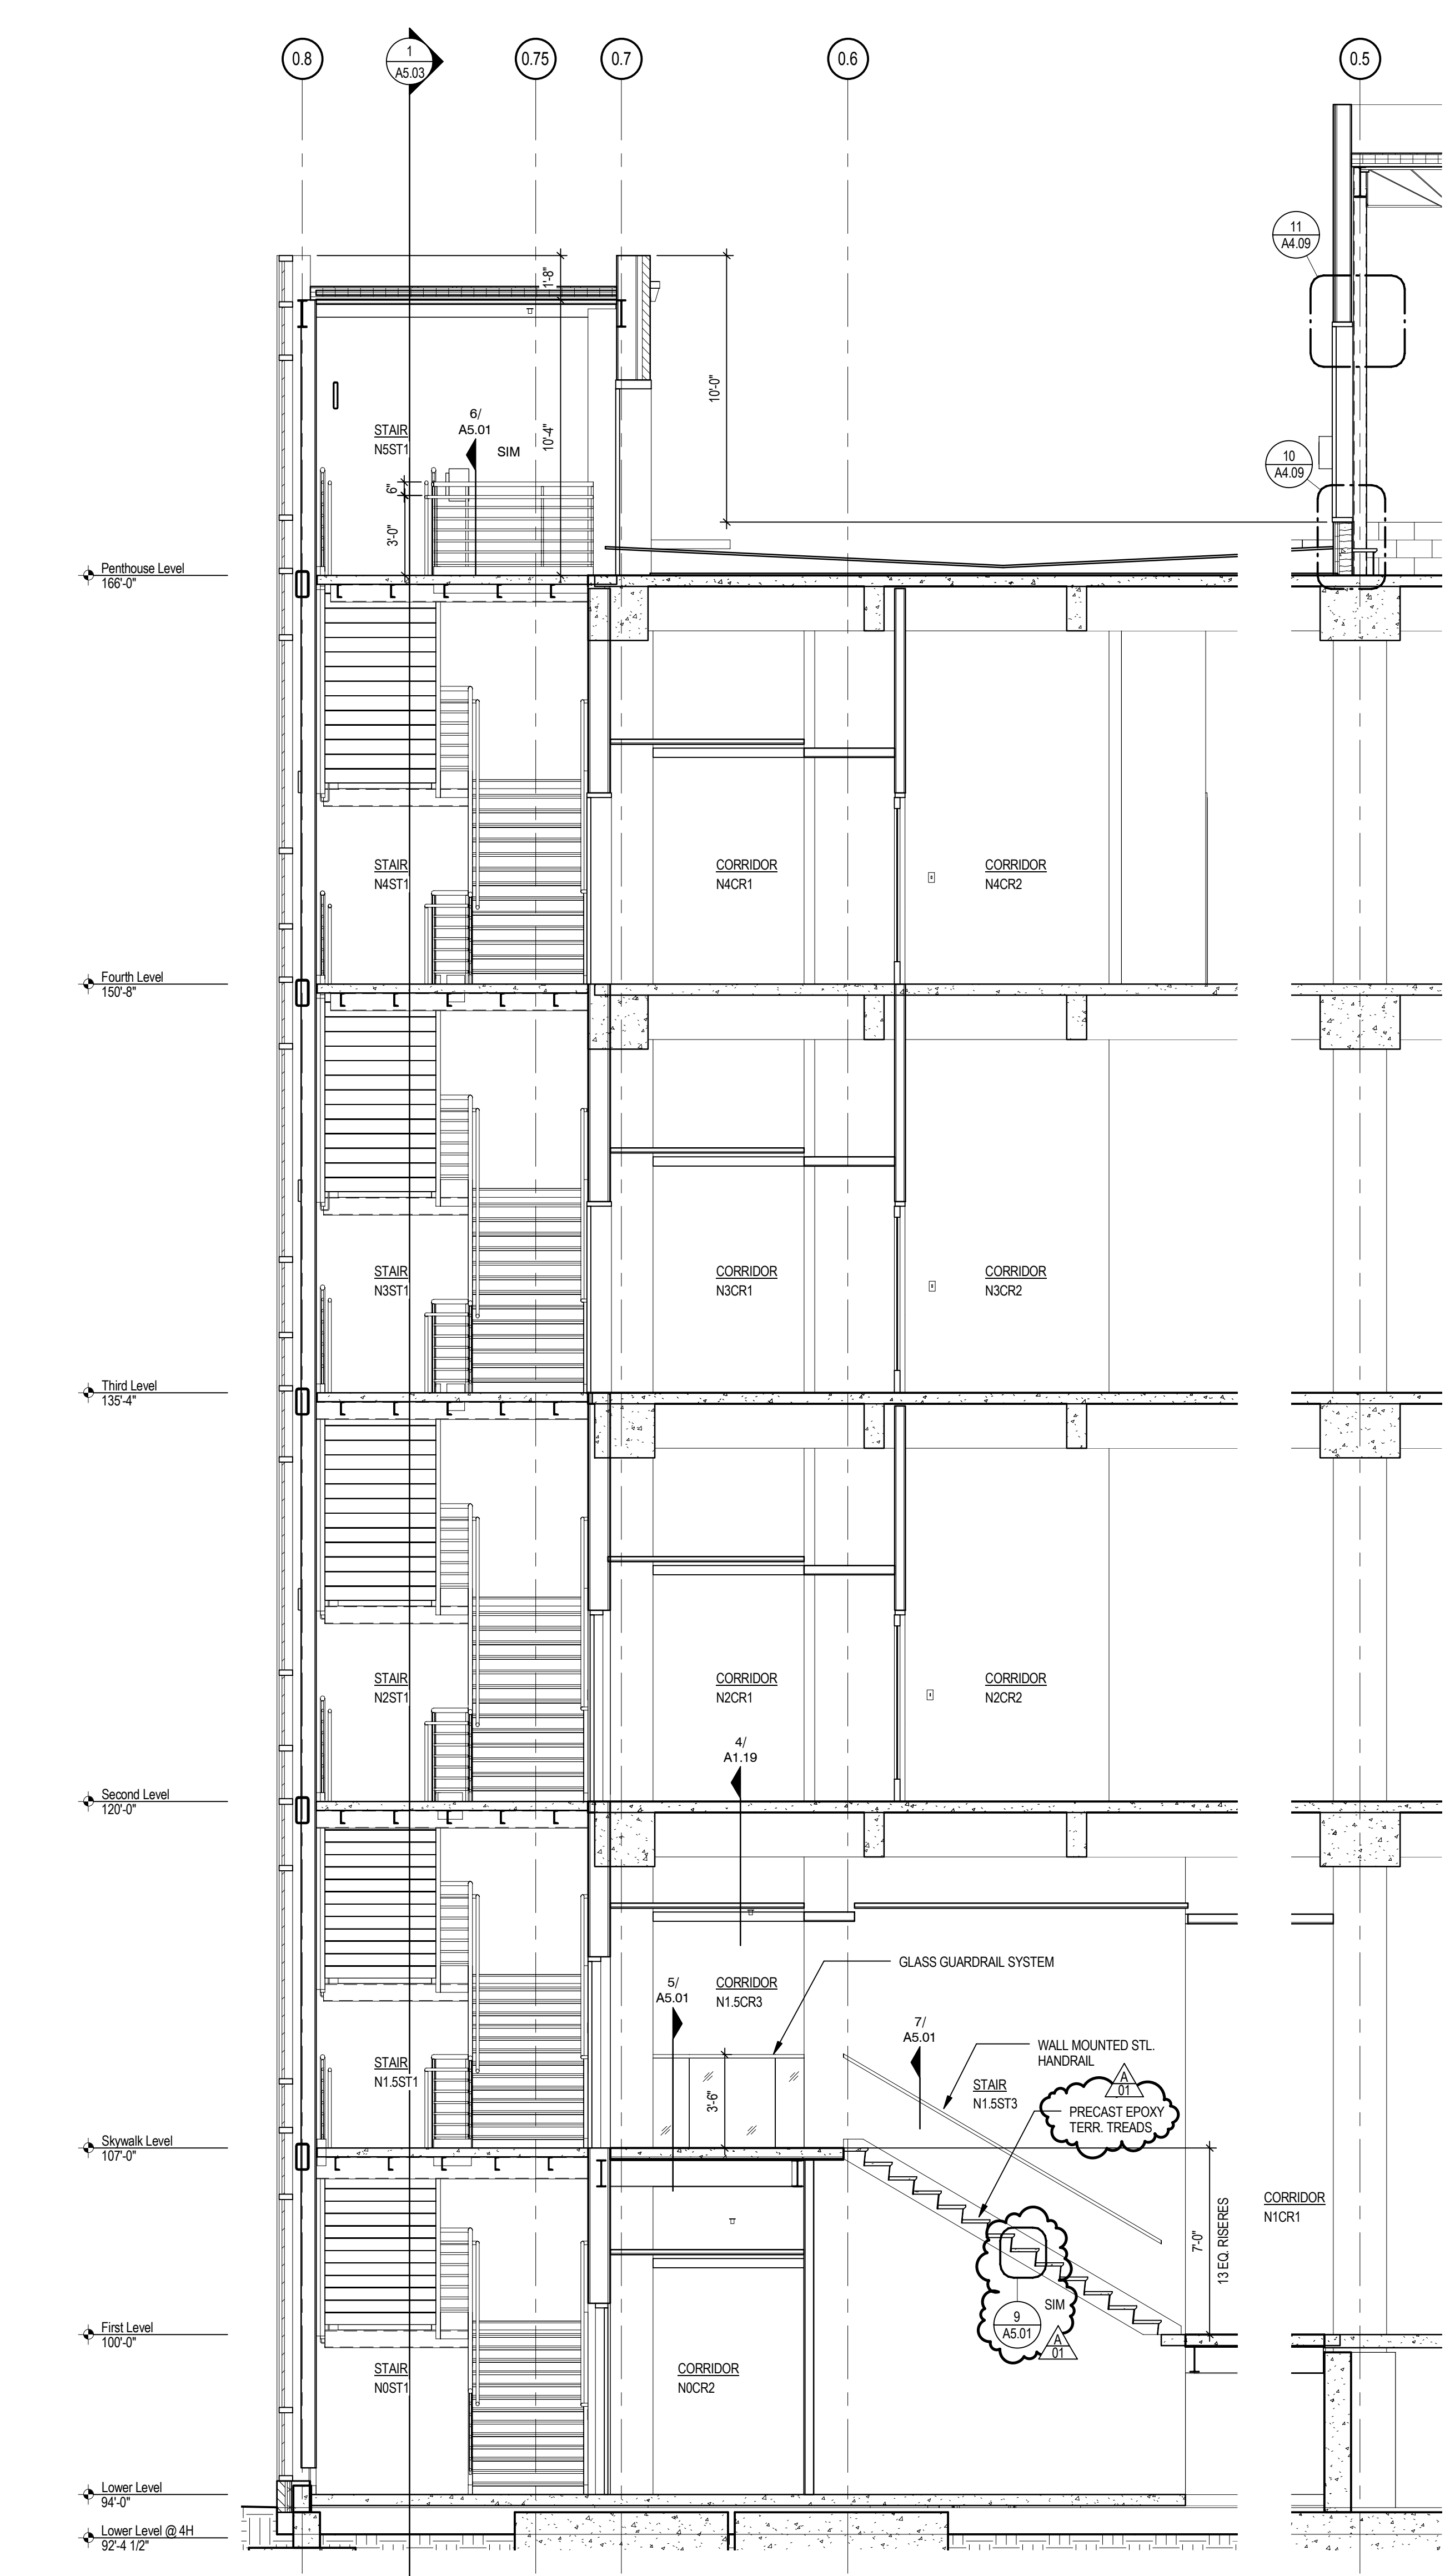 0.8
1
A5.03
0.75
0.7
0.6
0.5
11
A4.09
1'-8"
10'-0"
6/
A5.01
SIM
STAIR
N5ST1
10'-4"
10
A4.09
6"
3'-0"
Penthouse Level
166'-0"
STAIR
N4ST1
CORRIDOR
N4CR1
CORRIDOR
N4CR2
Fourth Level
150'-8"
STAIR
N3ST1
CORRIDOR
N3CR1
CORRIDOR
N3CR2
Third Level
135'-4"
STAIR
N2ST1
CORRIDOR
N2CR1
CORRIDOR
N2CR2
4/
A1.19
Second Level
120'-0"
GLASS GUARDRAIL SYSTEM
5/
A5.01
CORRIDOR
N1.5CR3
7/
A5.01
WALL MOUNTED STL.
HANDRAIL
STAIR
N1.5ST1
3'-6"
STAIR
N1.5ST3
A
01
PRECAST EPOXY
TERR. TREADS
Skywalk Level
107'-0"
CORRIDOR
N1CR1
7'-0"
13 EQ. RISERES
SIM
9
A5.01
A
01
First Level
100'-0"
STAIR
N0ST1
CORRIDOR
N0CR2
Lower Level
94'-0"
Lower Level @ 4H
92'-4 1/2"